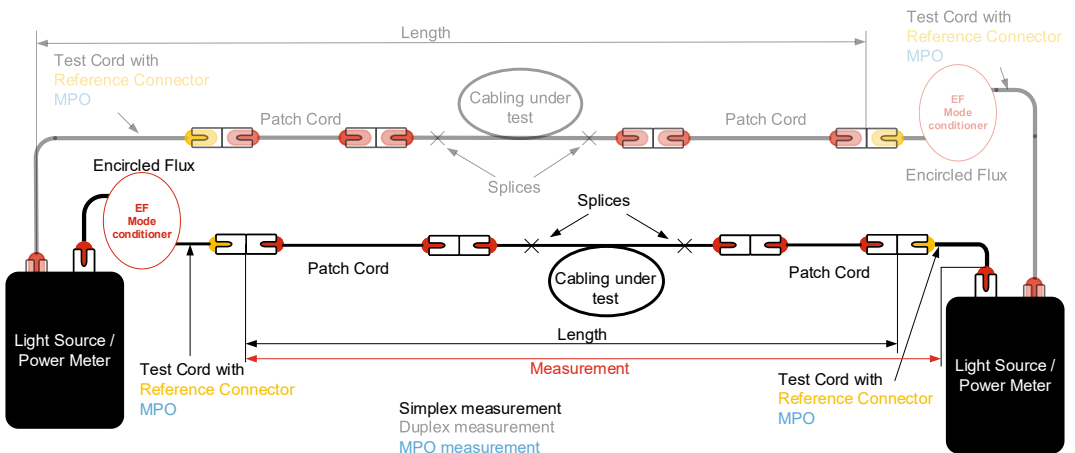 Length
Test Cord with
Reference Connector
MPO
Test Cord with
Reference Connector
MPO
Cabling under
test
EF
Mode
conditioner
Patch Cord
Patch Cord
Splices
Encircled Flux
Encircled Flux
EF
Mode
conditioner
Splices
Patch Cord
Cabling under
test
Patch Cord
Light Source /
Power Meter
Length
Measurement
Light Source /
Power Meter
Test Cord with
Reference Connector
MPO
Test Cord with
Reference Connector
MPO
Simplex measurement
Duplex measurement
MPO measurement